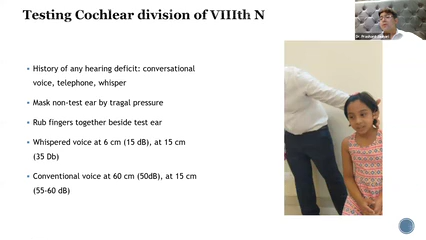 Testing Cochlear division of VIIIth N
History of any hearing deficit: conversational
voice, telephone, whisper
Mask non-test ear by tragal pressure
Rub fingers together beside test ear
Whispered voice at 6 cm (15 dB), at 15 cm
(35 Db)
Conventional voice at 60 cm (50dB), at 15 cm
(55-60 dB)